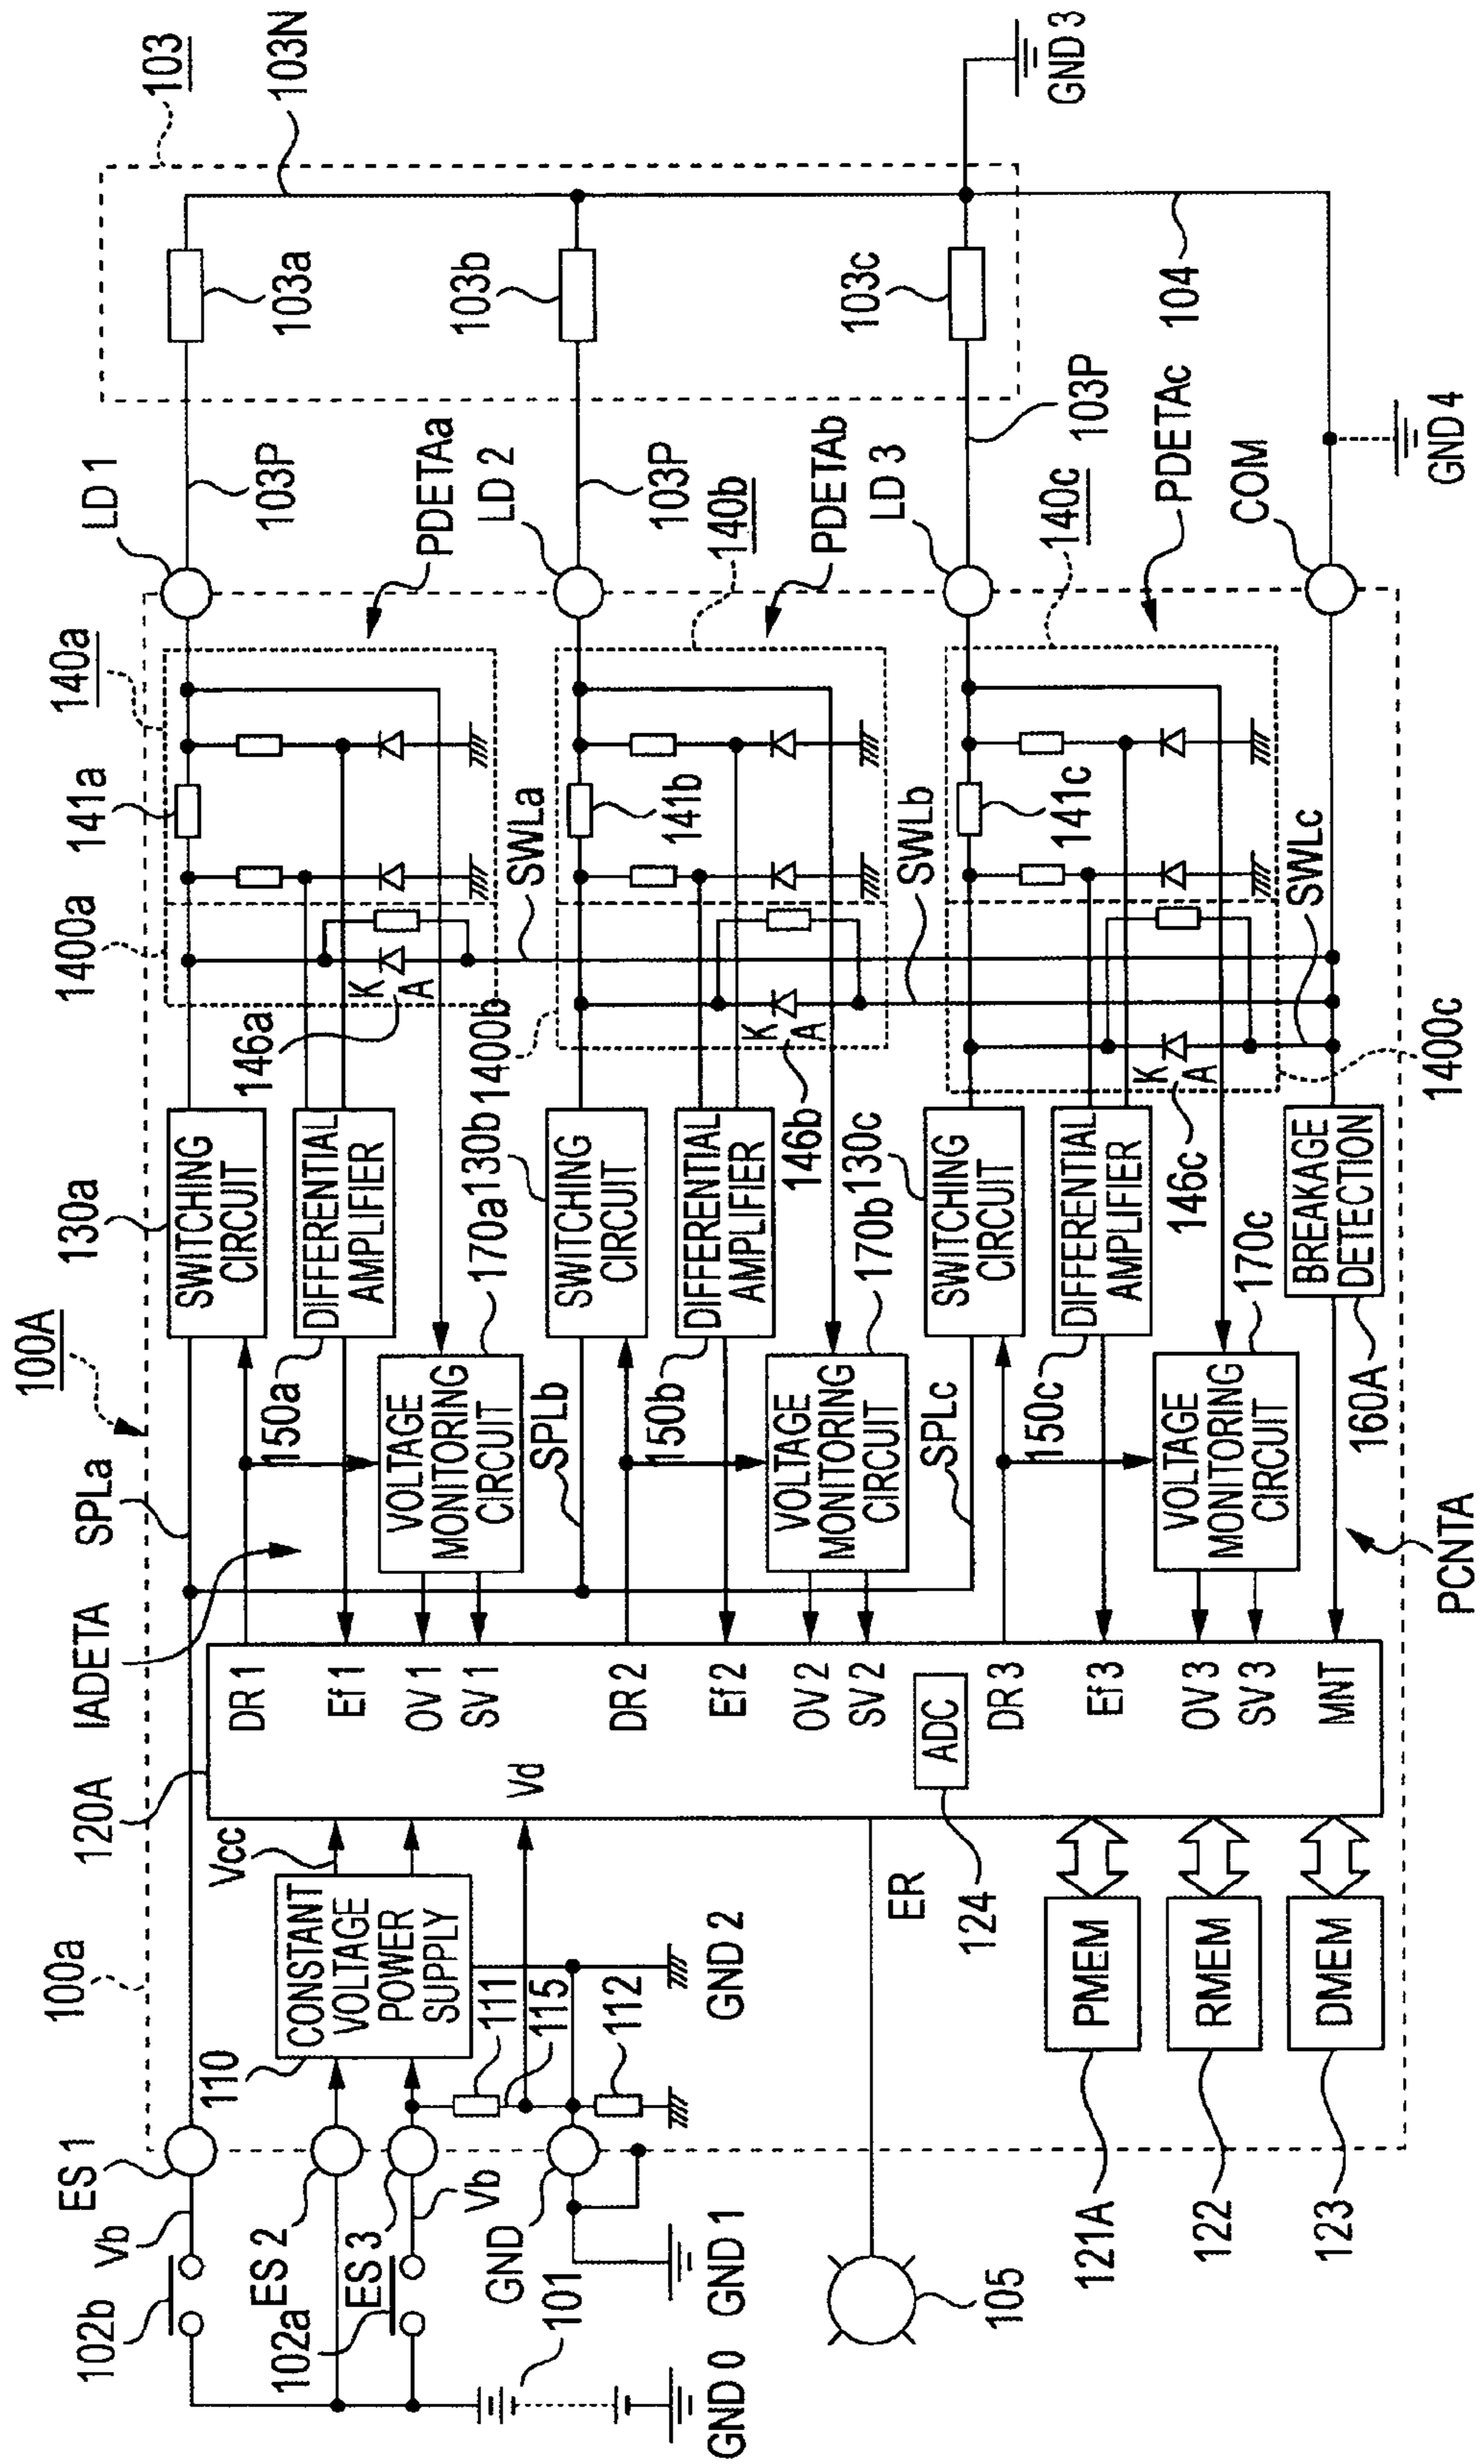 100A
100a
ES 1
Vb
102b
SPLa
130a
SWITCHING
CIRCUIT
1400a
141a
140a
LD 1
103P
103
103N
103a
110
CONSTANT
VOLTAGE
POWER
SUPPLY
Vcc
120A
IADETA
DR 1
Ef 1
OV 1
SV 1
150a
DIFFERENTIAL
AMPLIFIER
146a
K
A
PDETAa
VOLTAGE
MONITORING
CIRCUIT
170a
SWLa
ES 2
102a
ES 3
Vb
GND
101
GND 0
GND 1
GND 2
111
115
112
Vd
SPLb
130b
SWITCHING
CIRCUIT
1400b
141b
140b
LD 2
103P
103b
DR 2
Ef 2
OV 2
SV 2
150b
DIFFERENTIAL
AMPLIFIER
146b
K
A
PDETAb
VOLTAGE
MONITORING
CIRCUIT
170b
SWLb
105
ER
ADC
124
SPLc
130c
SWITCHING
CIRCUIT
1400c
141c
140c
LD 3
103P
103c
GND 3
DR 3
Ef 3
OV 3
SV 3
MNT
150c
DIFFERENTIAL
AMPLIFIER
146c
K
A
PDETAc
VOLTAGE
MONITORING
CIRCUIT
170c
SWLc
121A
PMEM
122
RMEM
123
DMEM
PCNTA
160A
BREAKAGE
DETECTION
COM
104
GND 4